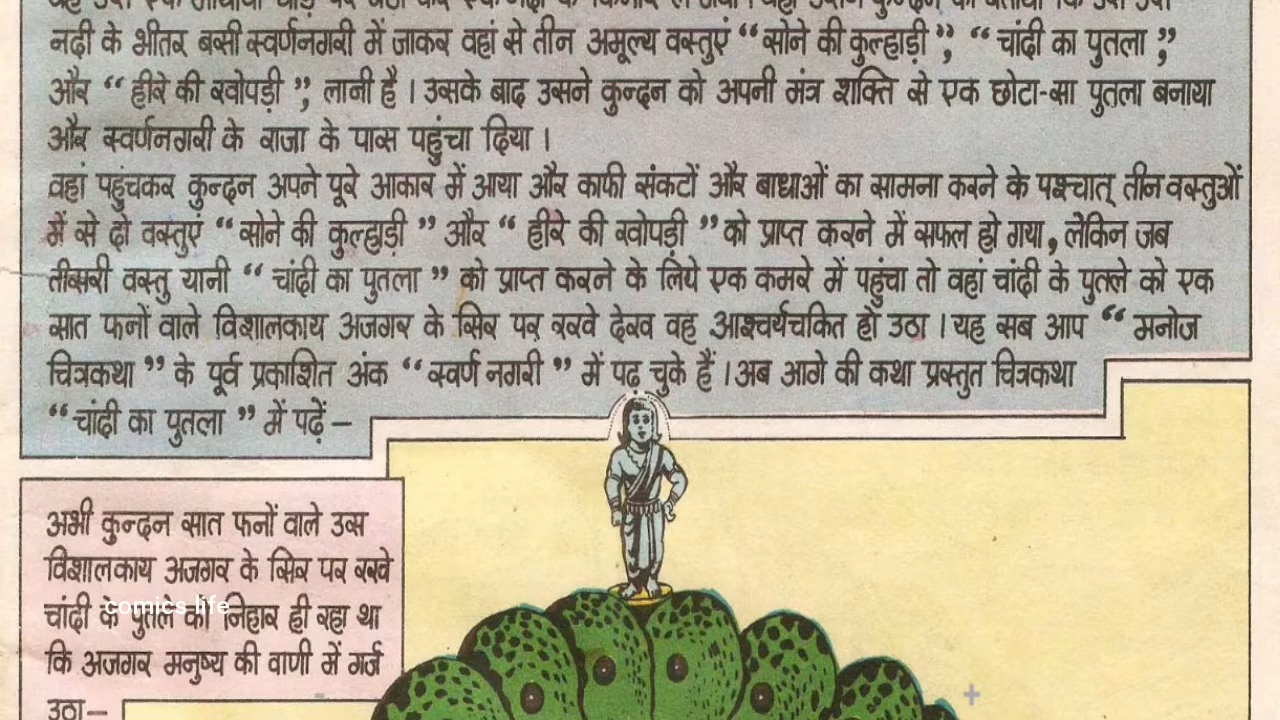 नदी के भीतर बसी स्वर्णनगरी में जाकर वहां से तीन अमूल्य वस्तुएं “ सोने की कुल्हाड़ी ”, “ चांदी का पुतला ”,
और “ हीरे की खोपड़ी ”, लानी है । उसके बाद उसने कुन्दन को अपनी मंत्र शक्ति से एक छोटा-सा पुतला बनाया
और स्वर्णनगरी के राजा के पास पहुंचा दिया ।
वहां पहुंचकर कुन्दन अपने पूरे आकार में आया और काफी संकटों और बाधाओं का सामना करने के पश्चात् तीन वस्तुओं
में से दो वस्तुएं “ सोने की कुल्हाड़ी ” और “ हीरे की खोपड़ी ” को प्राप्त करने में सफल हो गया, लेकिन जब
तीसरी वस्तु यानी “ चांदी का पुतला ” को प्राप्त करने के लिये एक कमरे में पहुंचा तो वहां चांदी के पुतले को एक
सात फनों वाले विशालकाय अजगर के सिर पर रखे देख वह आश्चर्यचकित हो उठा । यह सब आप “ मनोज
चित्रकथा ” के पूर्व प्रकाशित अंक “ स्वर्ण नगरी ” में पढ़ चुके हैं । अब आगे की कथा प्रस्तुत चित्रकथा
“ चांदी का पुतला ” में पढ़ें —
अभी कुन्दन सात फनों वाले उस
विशालकाय अजगर के सिर पर रखे
चांदी के पुतले को निहार ही रहा था
कि अजगर मनुष्य की वाणी में गर्ज
उठा —
comics life